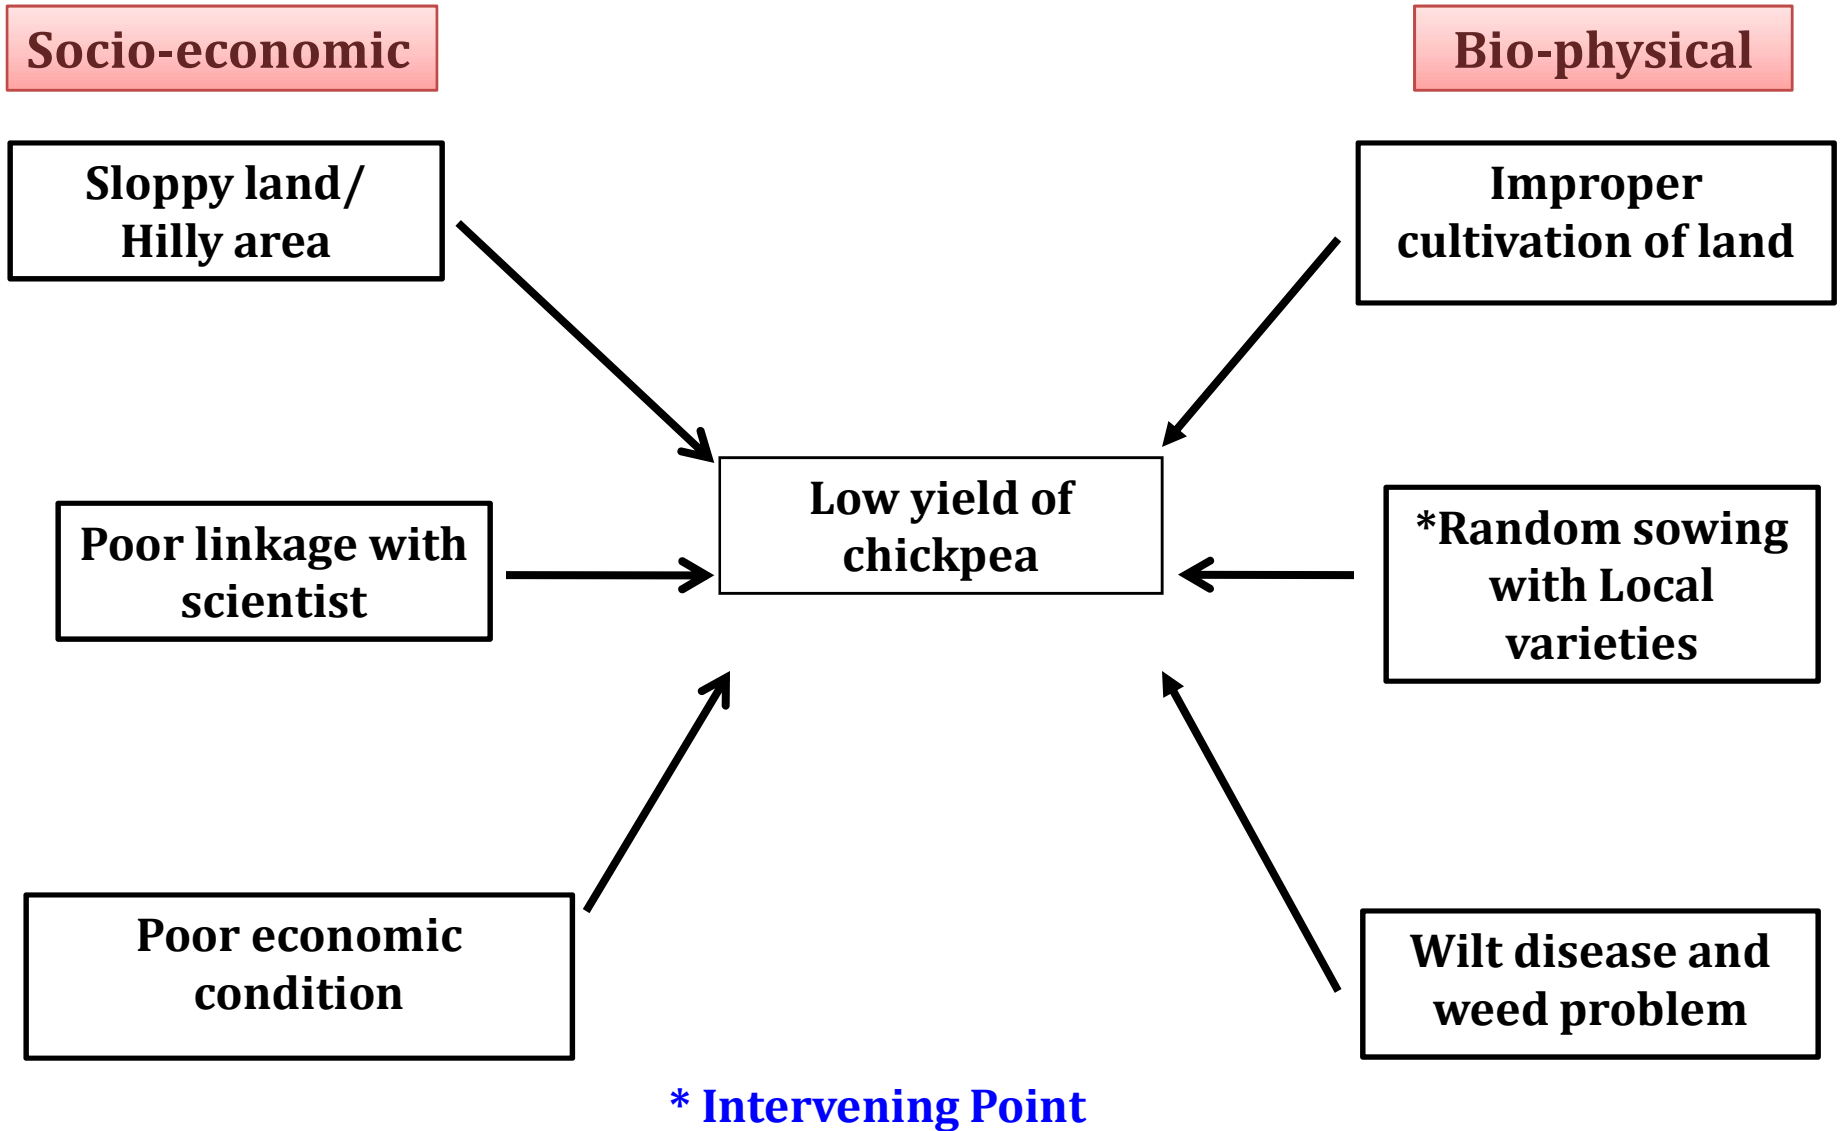 Socio-economic
Bio-physical
Sloppy land/
Hilly area
Improper
cultivation of land
Low yield of
chickpea
Poor linkage with
scientist
*Random sowing
with Local
varieties
Poor economic
condition
Wilt disease and
weed problem
* Intervening Point